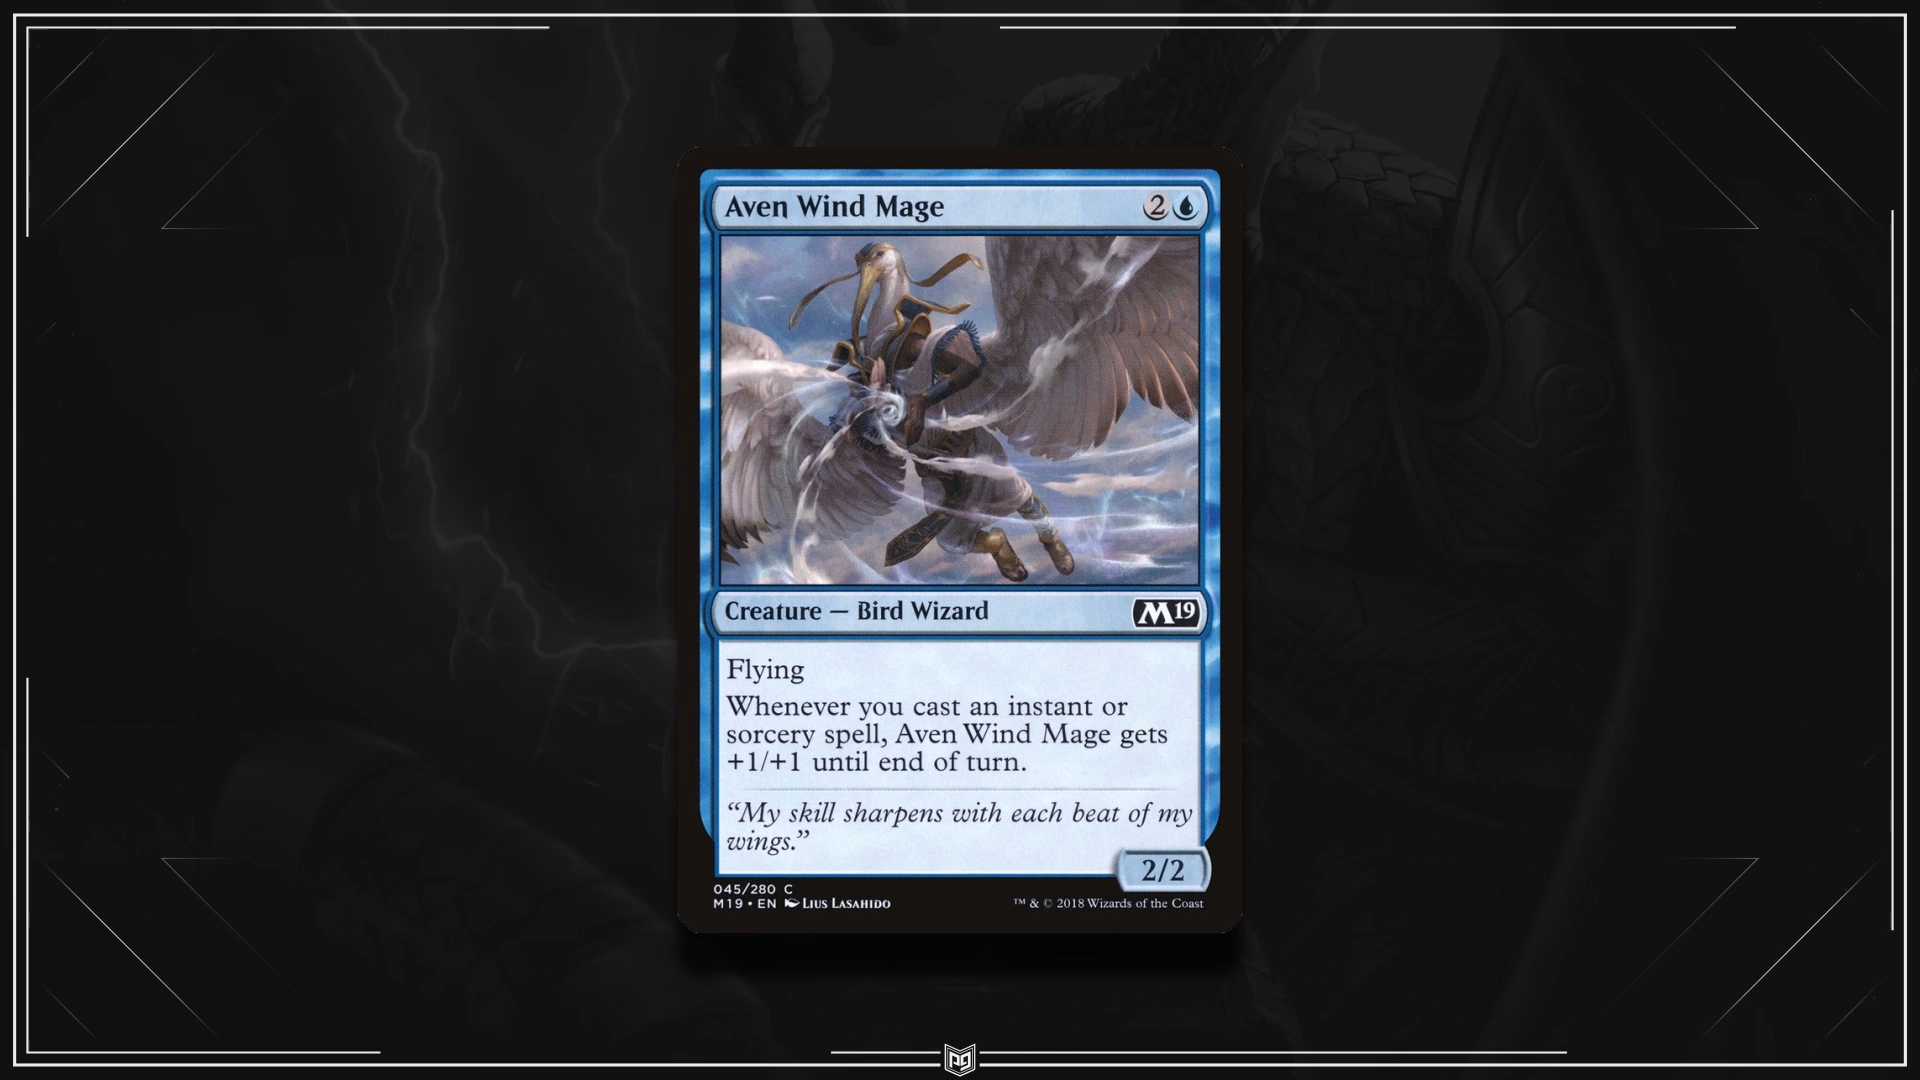 Aven Wind Mage 2
Creature — Bird Wizard M19
Flying
Whenever you cast an instant or
sorcery spell, Aven Wind Mage gets
+1/+1 until end of turn.
“My skill sharpens with each beat of my
wings.”
2/2
045/280 C
M19 • EN Lius Lasahido ™ & © 2018 Wizards of the Coast
PG